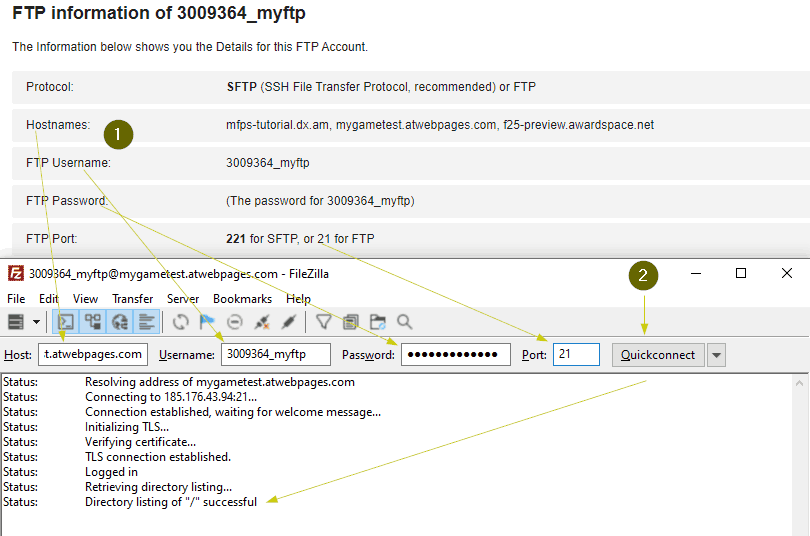 FTP information of 3009364_myftp
The Information below shows you the Details for this FTP Account.
Protocol: SFTP (SSH File Transfer Protocol, recommended) or FTP
Hostnames: mfps-tutorial.dx.am, mygametest.atwebpages.com, f25-preview.awardspace.net
1
FTP Username: 3009364_myftp
FTP Password: (The password for 3009364_myftp)
FTP Port: 221 for SFTP, or 21 for FTP
3009364_myftp@mygametest.atwebpages.com - FileZilla
2
File Edit View Transfer Server Bookmarks Help
Host: t.atwebpages.com Username: 3009364_myftp Password: ●●●●●●●●●●●●● Port: 21 Quickconnect
Status: Resolving address of mygametest.atwebpages.com
Status: Connecting to 185.176.43.94:21...
Status: Connection established, waiting for welcome message...
Status: Initializing TLS...
Status: Verifying certificate...
Status: TLS connection established.
Status: Logged in
Status: Retrieving directory listing...
Status: Directory listing of "/" successful